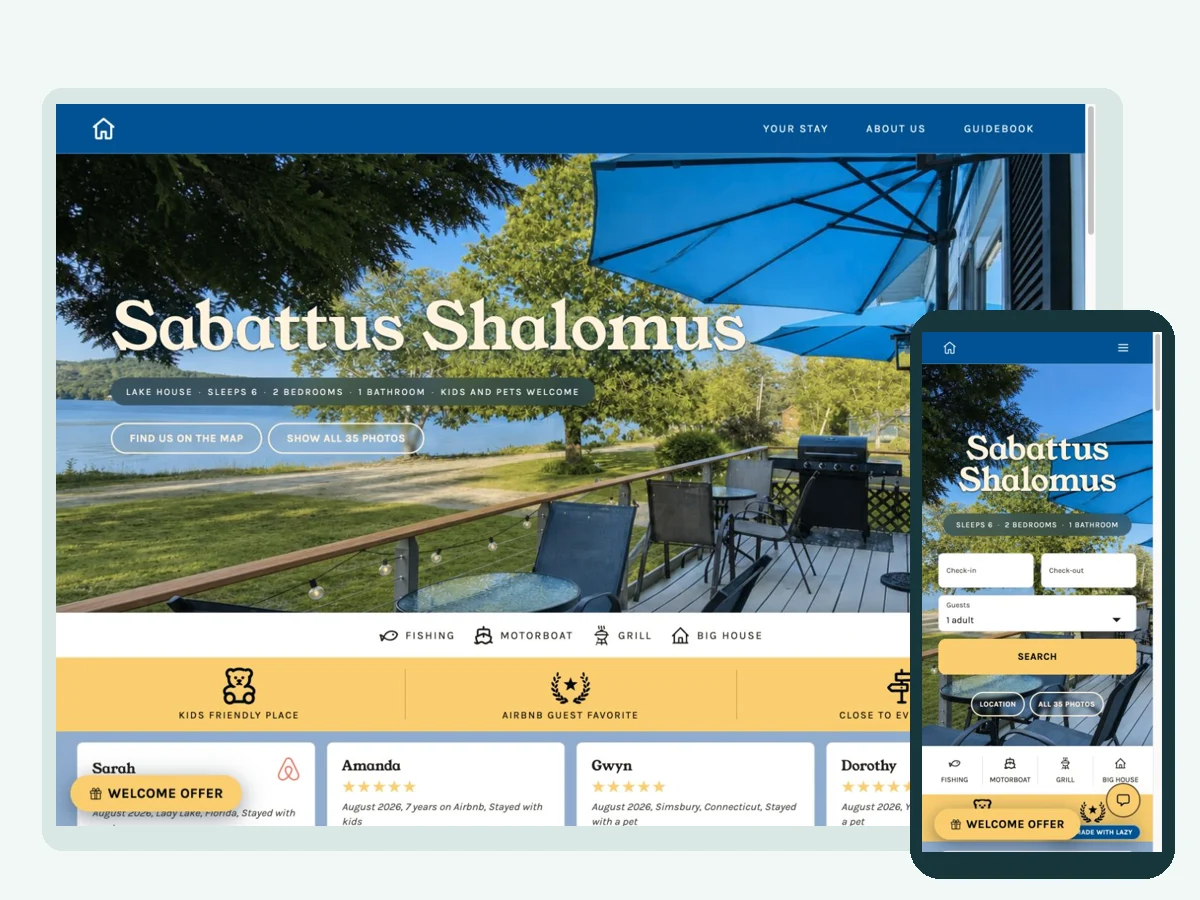 YOUR STAY
ABOUT US
GUIDEBOOK
Sabattus Shalomus
LAKE HOUSE · SLEEPS 6 · 2 BEDROOMS · 1 BATHROOM · KIDS AND PETS WELCOME
FIND US ON THE MAP
SHOW ALL 35 PHOTOS
FISHING
MOTORBOAT
GRILL
BIG HOUSE
KIDS FRIENDLY PLACE
AIRBNB GUEST FAVORITE
CLOSE TO
Sarah
August 2026, Lady Lake, Florida, Stayed with
Amanda
August 2026, 7 years on Airbnb, Stayed with
kids
Gwyn
August 2026, Simsbury, Connecticut, Stayed
with a pet
Dorothy
August 2026,
a pet
WELCOME OFFER
Sabattus
Shalomus
SLEEPS 6 · 2 BEDROOMS · 1 BATHROOM
Check-in
Check-out
Guests
1 adult
SEARCH
LOCATION
ALL 35 PHOTOS
FISHING
MOTORBOAT
GRILL
BIG HOUSE
WELCOME OFFER
MADE WITH LAZY